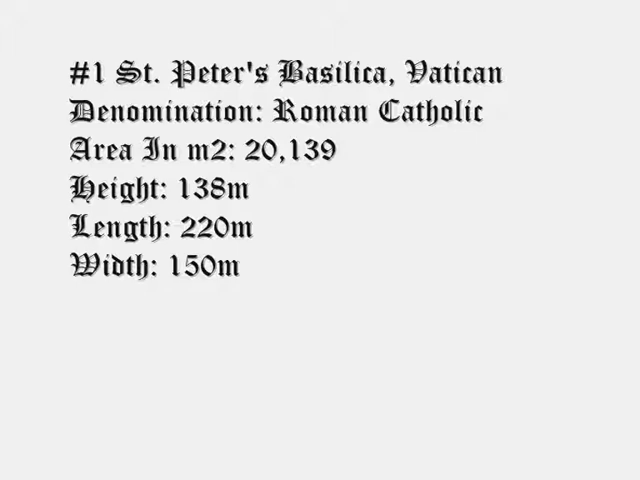 #1 St. Peter's Basilica, Vatican
Denomination: Roman Catholic
Area In m2: 20,139
Height: 138m
Length: 220m
Width: 150m